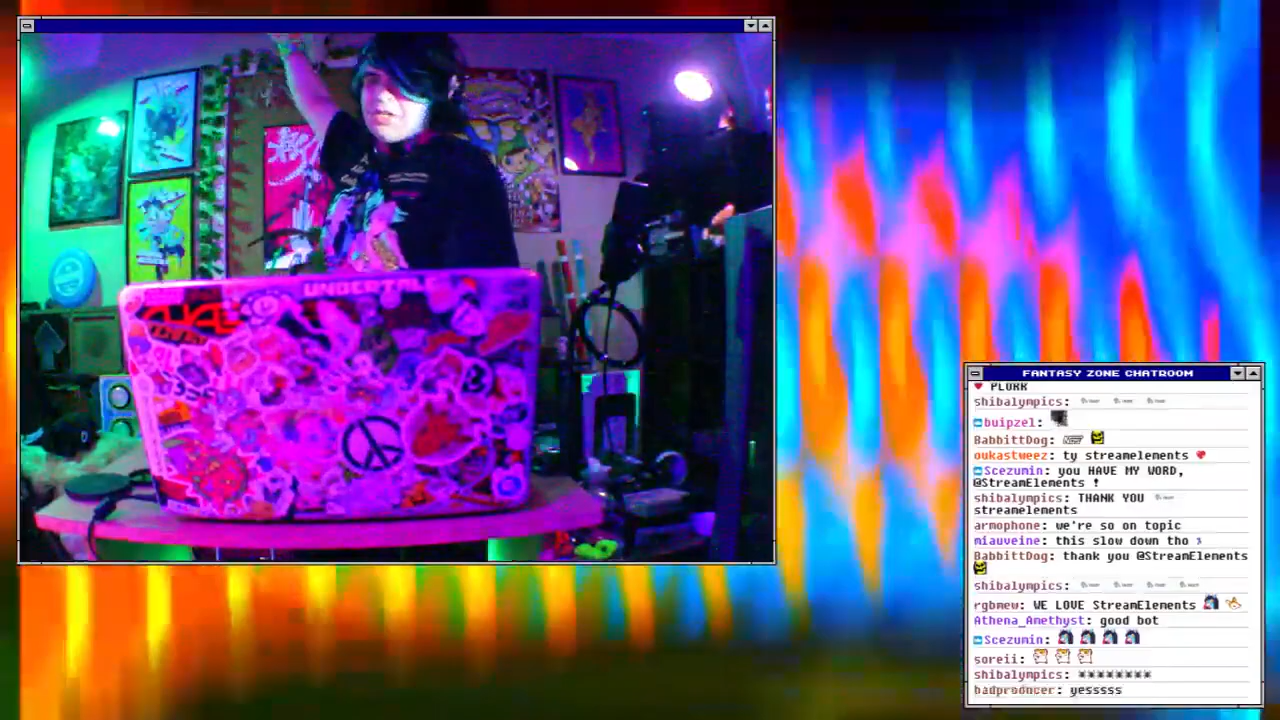 UNDERTALE
FANTASY ZONE CHATROOM
PLURR
shibalympics:
buipzel:
BabbittDog:
oukastweez: ty streamelements
Scezumin: you HAVE MY WORD,
@StreamElements !
shibalympics: THANK YOU
streamelements
armophone: we're so on topic
miauveine: this slow down tho
BabbittDog: thank you @StreamElements
shibalympics:
rgbmew: WE LOVE StreamElements
Athena_Amethyst: good bot
Scezumin:
soreii:
shibalympics:
badproducer: yesssss